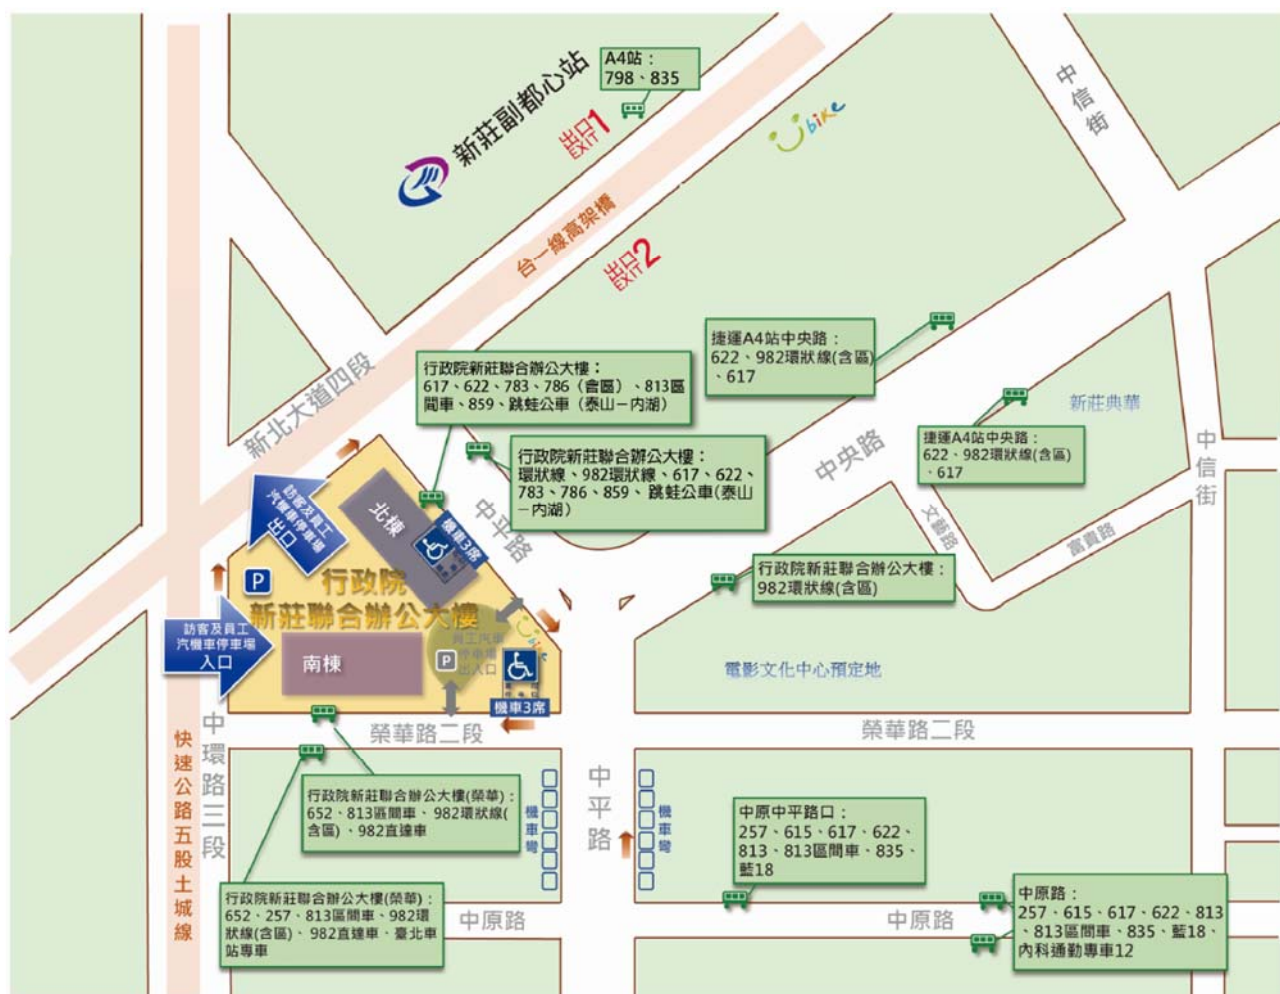 A4站：
798、835
新莊副都心站
出口1
EXIT
ubike
中信街
台一線高架橋
出口2
EXIT
捷運A4站中央路：
622、982環狀線(含區)
、617
行政院新莊聯合辦公大樓：
617、622、783、786（會區）、813區
間車、859、跳蛙公車（泰山－內湖）
新北大道四段
新莊典華
捷運A4站中央路：
622、982環狀線(含區)
、617
行政院新莊聯合辦公大樓：
環狀線、982環狀線、617、622、
783、786、859、跳蛙公車(泰山
－內湖）
中央路
中信街
訪客及員工
汽機車停車場
出口
北棟
機車3席
中平路
文藝路
富貴路
P
行政院
新莊聯合辦公大樓
行政院新莊聯合辦公大樓：
982環狀線(含區)
訪客及員工
汽機車停車場
入口
南棟
P
員工汽車
停車場
出入口
ubike
機車3席
電影文化中心預定地
榮華路二段
榮華路二段
中環路三段
快速公路五股土城線
行政院新莊聯合辦公大樓(榮華)：
652、813區間車、982環狀線(
含區)、982直達車
機車彎
中平路
機車彎
中原中平路口：
257、615、617、622、
813、813區間車、835、
藍18
行政院新莊聯合辦公大樓(榮華)：
652、257、813區間車、982環
狀線(含區)、982直達車、臺北車
站專車
中原路
中原路
中原路：
257、615、617、622、813
、813區間車、835、藍18、
內科通勤專車12